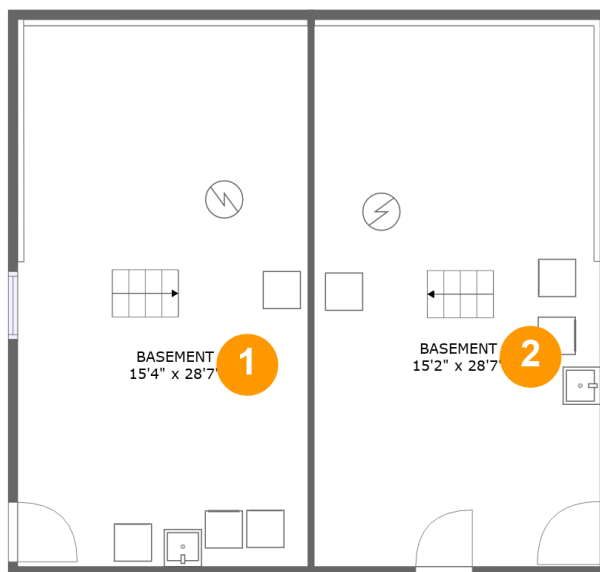 BASEMENT
15'4" x 28'7"
1
BASEMENT
15'2" x 28'7"
2